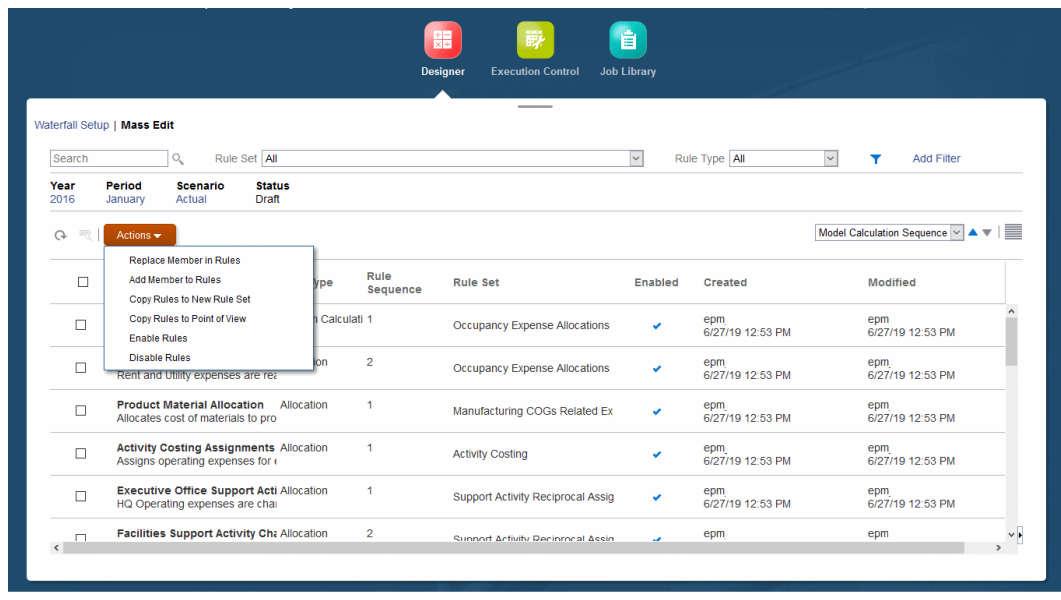 Designer
Execution Control
Job Library
Waterfall Setup | Mass Edit
Search
Rule Set All
Rule Type All
Add Filter
Year Period Scenario Status
2016 January Actual Draft
Actions
Model Calculation Sequence
Replace Member in Rules
Add Member to Rules
Copy Rules to New Rule Set
Copy Rules to Point of View
Enable Rules
Disable Rules
Rule
Sequence
Rule Set
Enabled
Created
Modified
1
Occupancy Expense Allocations
epm
6/27/19 12:53 PM
epm
6/27/19 12:53 PM
2
Occupancy Expense Allocations
epm
6/27/19 12:53 PM
epm
6/27/19 12:53 PM
Rent and Utility expenses are rea
Product Material Allocation Allocation
Allocates cost of materials to pro
1
Manufacturing COGs Related Ex
epm
6/27/19 12:53 PM
epm
6/27/19 12:53 PM
Activity Costing Assignments Allocation
Assigns operating expenses for
1
Activity Costing
epm
6/27/19 12:53 PM
epm
6/27/19 12:53 PM
Executive Office Support Acti Allocation
HQ Operating expenses are cha
1
Support Activity Reciprocal Assig
epm
6/27/19 12:53 PM
epm
6/27/19 12:53 PM
Facilities Support Activity Cha Allocation
2
Support Activity Reciprocal Assig
epm
epm